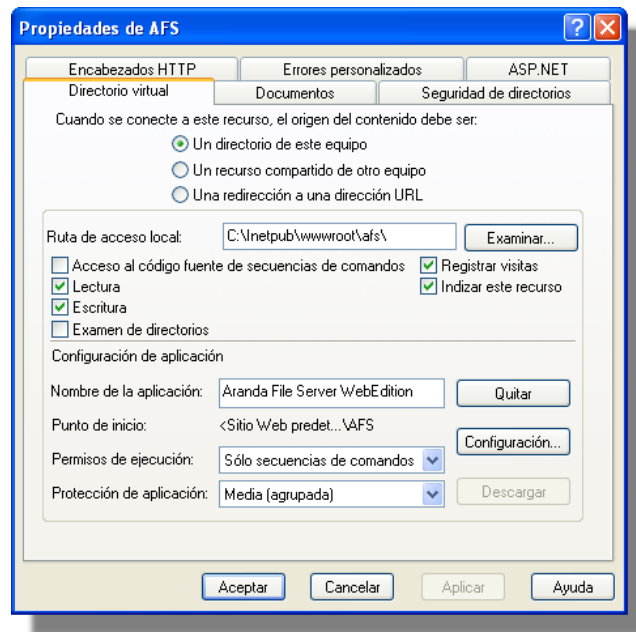 Propiedades de AFS
Encabezados HTTP Errores personalizados ASP.NET
Directorio virtual Documentos Seguridad de directorios
Cuando se conecte a este recurso, el origen del contenido debe ser:
Un directorio de este equipo
Un recurso compartido de otro equipo
Una redirección a una dirección URL
Ruta de acceso local: C:\Inetpub\wwwroot\afs\ Examinar...
Acceso al código fuente de secuencias de comandos Registrar visitas
Lectura Indizar este recurso
Escritura
Examen de directorios
Configuración de aplicación
Nombre de la aplicación: Aranda File Server WebEdition Quitar
Punto de inicio: <Sitio Web predet...\AFS
Configuración...
Permisos de ejecución: Sólo secuencias de comandos
Protección de aplicación: Media (agrupada) Descargar
Aceptar Cancelar Aplicar Ayuda